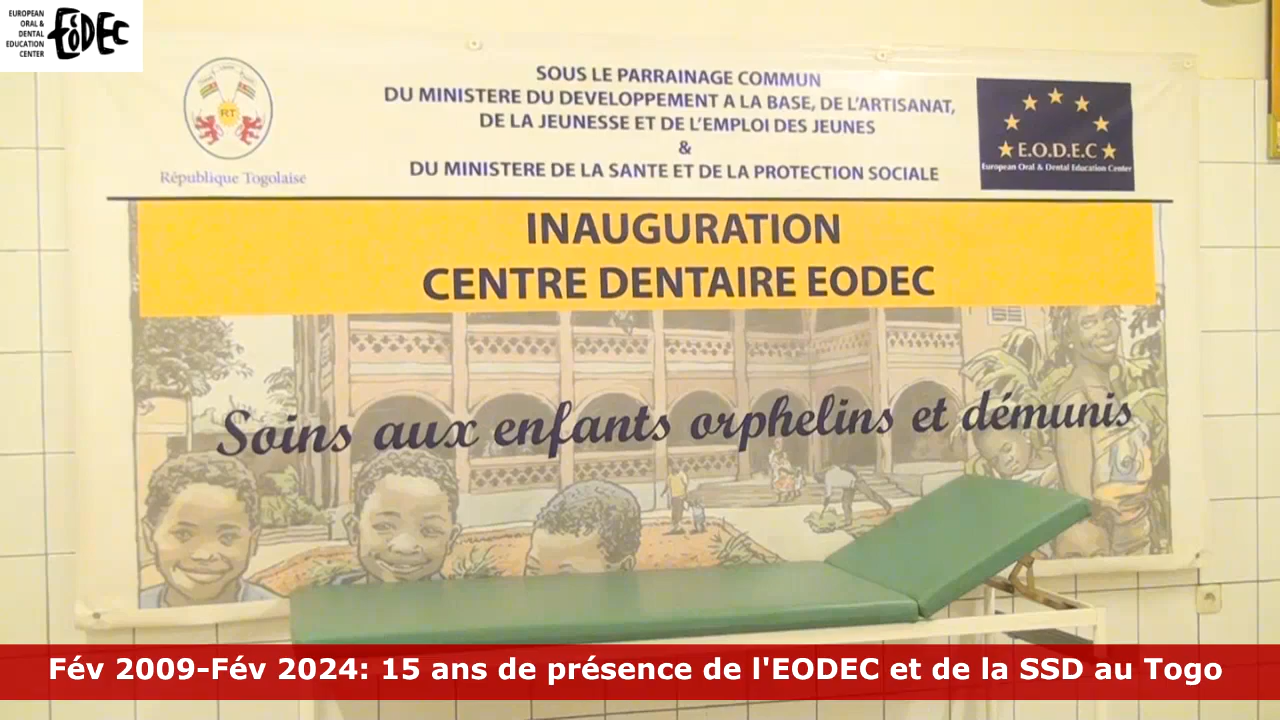 EUROPEAN
ORAL &
DENTAL
EDUCATION
CENTER
EODEC
RT
République Togolaise
SOUS LE PARRAINAGE COMMUN
DU MINISTERE DU DEVELOPPEMENT A LA BASE, DE L'ARTISANAT,
DE LA JEUNESSE ET DE L'EMPLOI DES JEUNES
&
DU MINISTERE DE LA SANTE ET DE LA PROTECTION SOCIALE
E.O.D.E.C
European Oral & Dental Education Center
INAUGURATION
CENTRE DENTAIRE EODEC
Soins aux enfants orphelins et démunis
Fév 2009-Fév 2024: 15 ans de présence de l'EODEC et de la SSD au Togo